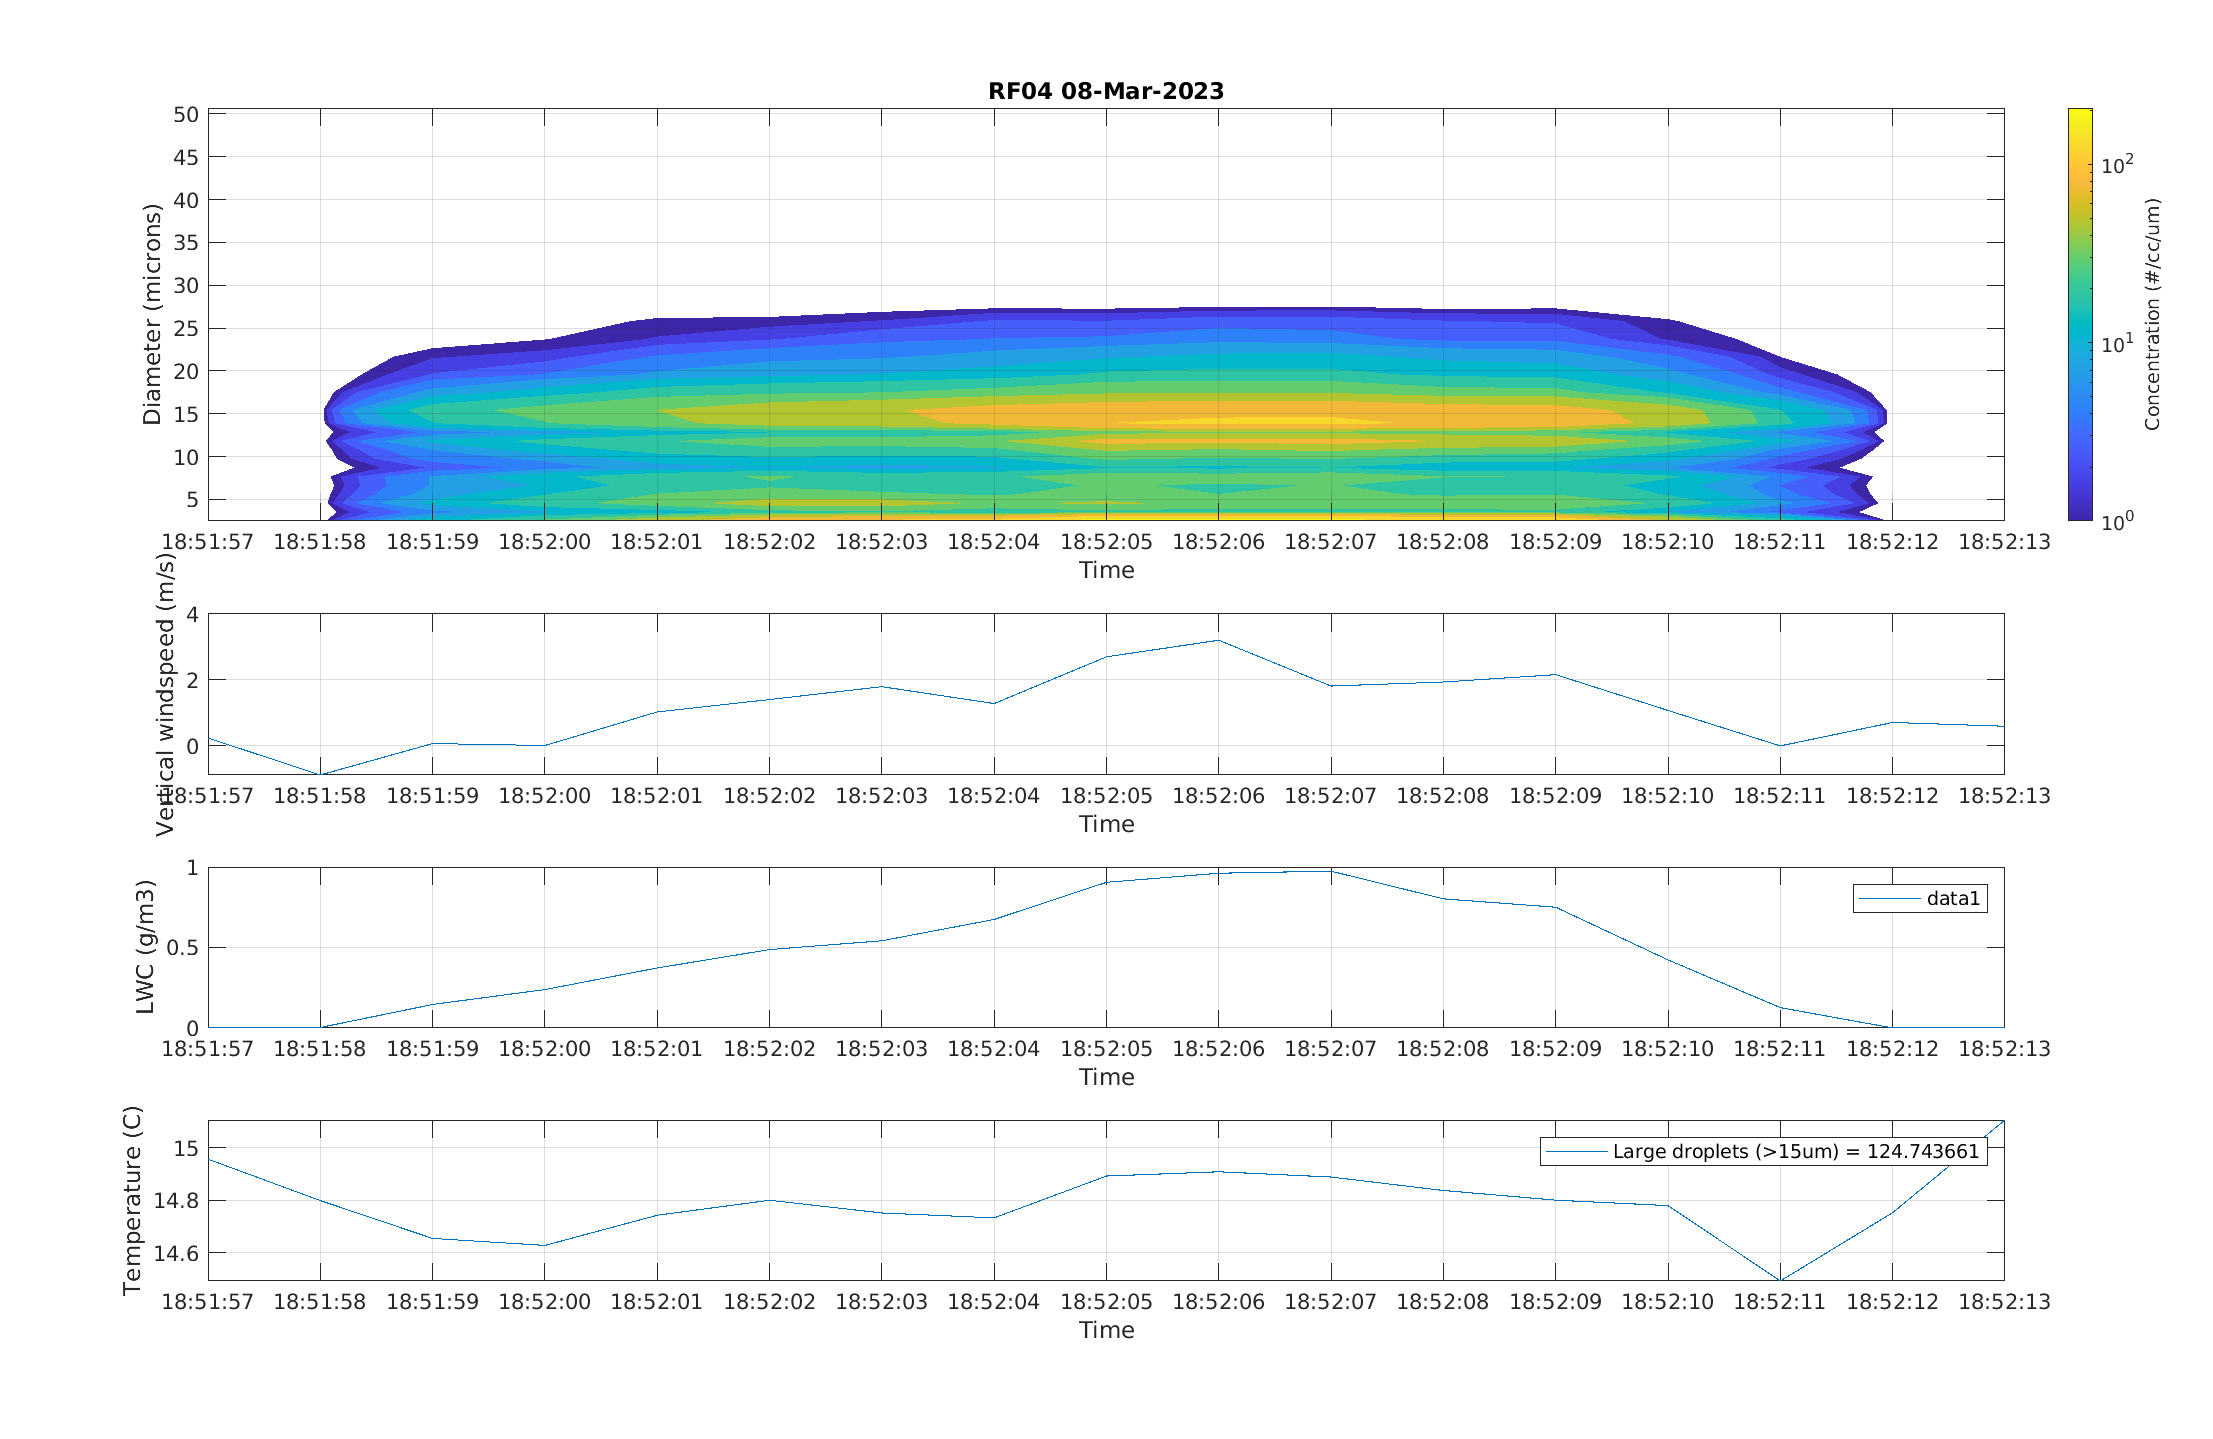 RF04 08-Mar-2023
Diameter (microns)
50
45
40
35
30
25
20
15
10
5
18:51:57 18:51:58 18:51:59 18:52:00 18:52:01 18:52:02 18:52:03 18:52:04 18:52:05 18:52:06 18:52:07 18:52:08 18:52:09 18:52:10 18:52:11 18:52:12 18:52:13
Time
10²
10¹
10⁰
Concentration (#/cc/um)
Vertical windspeed (m/s)
4
2
0
18:51:57 18:51:58 18:51:59 18:52:00 18:52:01 18:52:02 18:52:03 18:52:04 18:52:05 18:52:06 18:52:07 18:52:08 18:52:09 18:52:10 18:52:11 18:52:12 18:52:13
Time
LWC (g/m3)
1
0.5
0
data1
18:51:57 18:51:58 18:51:59 18:52:00 18:52:01 18:52:02 18:52:03 18:52:04 18:52:05 18:52:06 18:52:07 18:52:08 18:52:09 18:52:10 18:52:11 18:52:12 18:52:13
Time
Temperature (C)
15
14.8
14.6
Large droplets (>15um) = 124.743661
18:51:57 18:51:58 18:51:59 18:52:00 18:52:01 18:52:02 18:52:03 18:52:04 18:52:05 18:52:06 18:52:07 18:52:08 18:52:09 18:52:10 18:52:11 18:52:12 18:52:13
Time